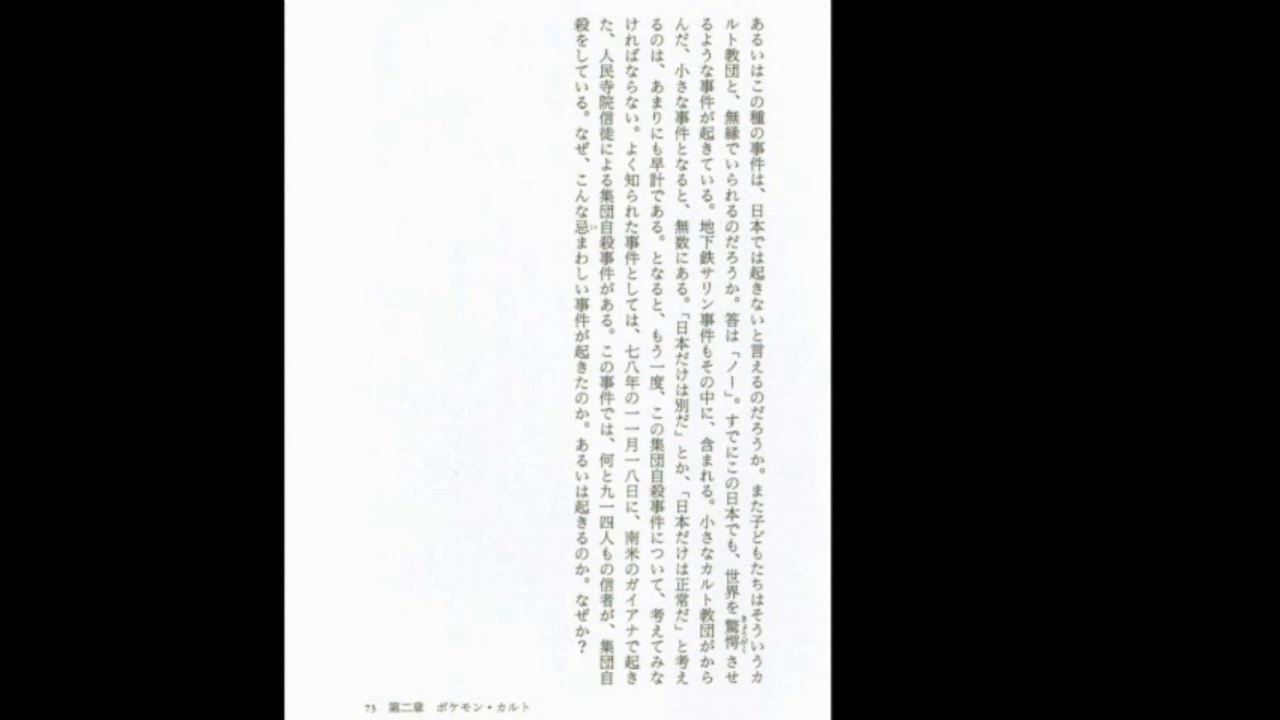 あるいはこの種の事件は、日本では起きないと言えるのだろうか。また子どもたちはそういうカ
ルト教団と、無縁でいられるのだろうか。答は「ノー」。すでにこの日本でも、世界を驚愕させ
きょうがく
るような事件が起きている。地下鉄サリン事件もその中に、含まれる。小さなカルト教団がから
んだ、小さな事件となると、無数にある。「日本だけは別だ」とか、「日本だけは正常だ」と考え
るのは、あまりにも早計である。となると、もう一度、この集団自殺事件について、考えてみな
ければならない。よく知られた事件としては、七八年の一一月一八日に、南米のガイアナで起き
た、人民寺院信徒による集団自殺事件がある。この事件では、何と九一四人もの信者が、集団自
殺をしている。なぜ、こんな忌まわしい事件が起きたのか。あるいは起きるのか。なぜか？
い
73 第二章 ポケモン・カルト